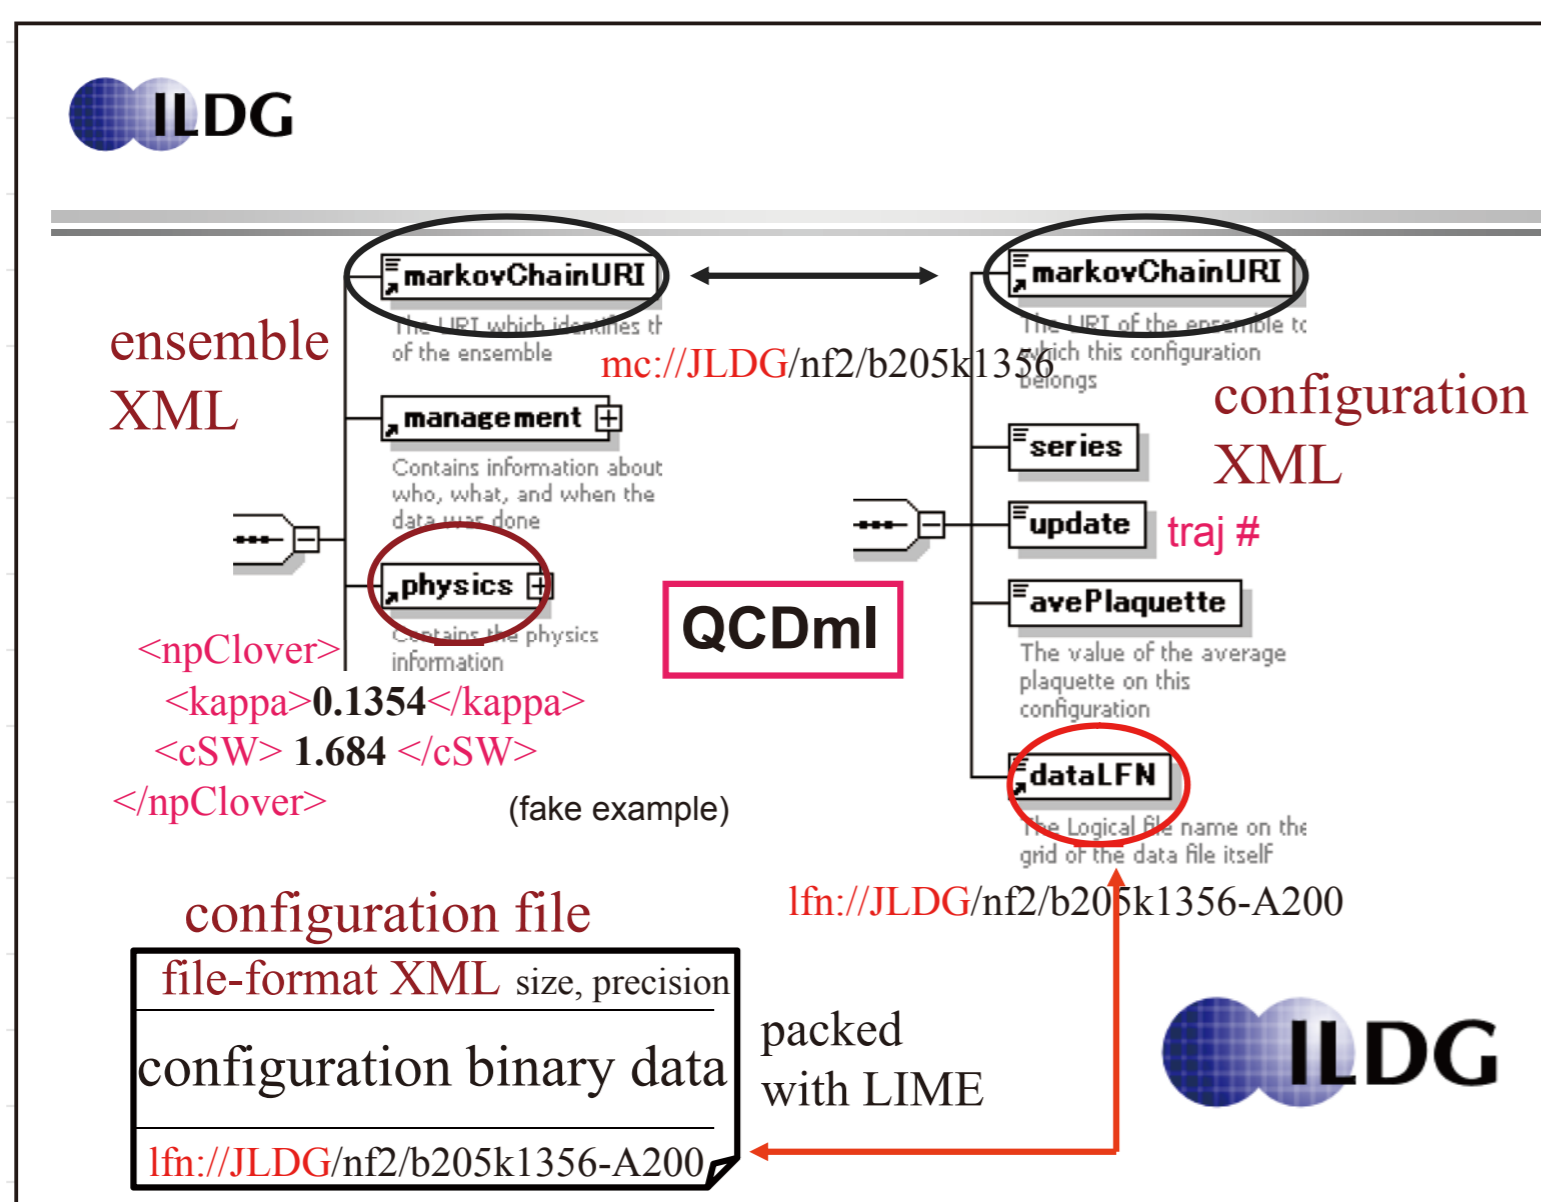 ILDG
markovChainURI
The URI which identifies th
of the ensemble
ensemble
XML
management
Contains information about
who, what, and when the
data was done
physics
Contains the physics
information
<npClover>
<kappa>0.1354</kappa>
<cSW> 1.684 </cSW>
</npClover>
(fake example)
mc://JLDG/nf2/b205k1356
QCDml
markovChainURI
The URI of the ensemble to
which this configuration
belongs
configuration
XML
series
update
traj #
avePlaquette
The value of the average
plaquette on this
configuration
dataLFN
The Logical file name on the
grid of the data file itself
lfn://JLDG/nf2/b205k1356-A200
configuration file
file-format XML size, precision
configuration binary data
lfn://JLDG/nf2/b205k1356-A200
packed
with LIME
ILDG